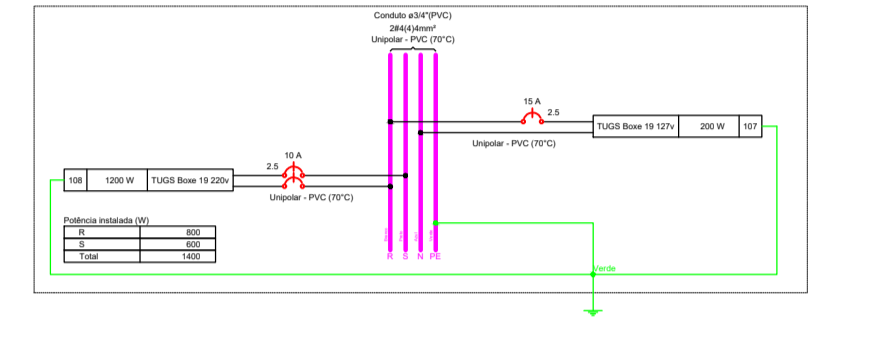 Conduto ø3/4"(PVC)
2#4(4)4mm²
Unipolar - PVC (70°C)
15 A
2.5
TUGS Boxe 19 127v 200 W 107
Unipolar - PVC (70°C)
10 A
2.5
108 1200 W TUGS Boxe 19 220v
Unipolar - PVC (70°C)
Potência instalada (W)
R 800
S 600
Total 1400
R S N PE
Verde